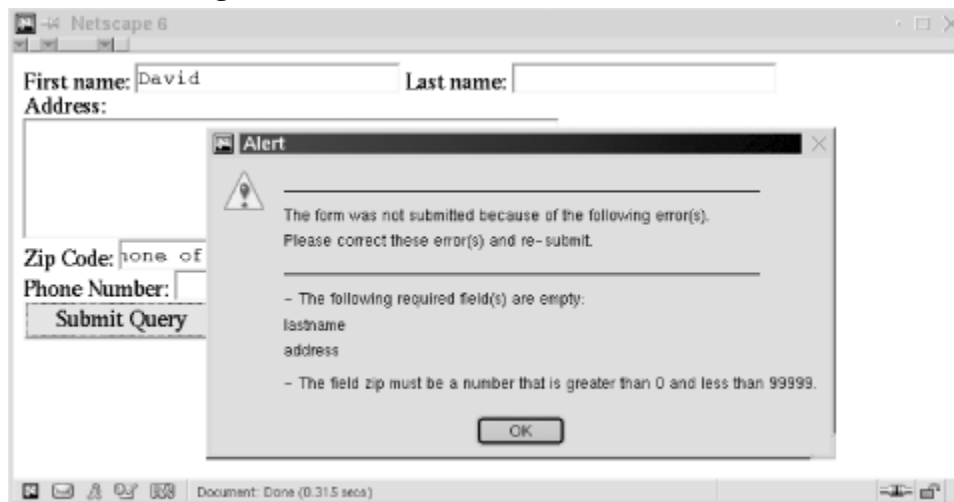 Netscape 6
First name: David Last name:
Address:
Alert
The form was not submitted because of the following error(s).
Please correct these error(s) and re-submit.
Zip Code: none of
Phone Number:
– The following required field(s) are empty:
Submit Query
lastname
address
– The field zip must be a number that is greater than 0 and less than 99999.
OK
Document: Done (0.315 secs)